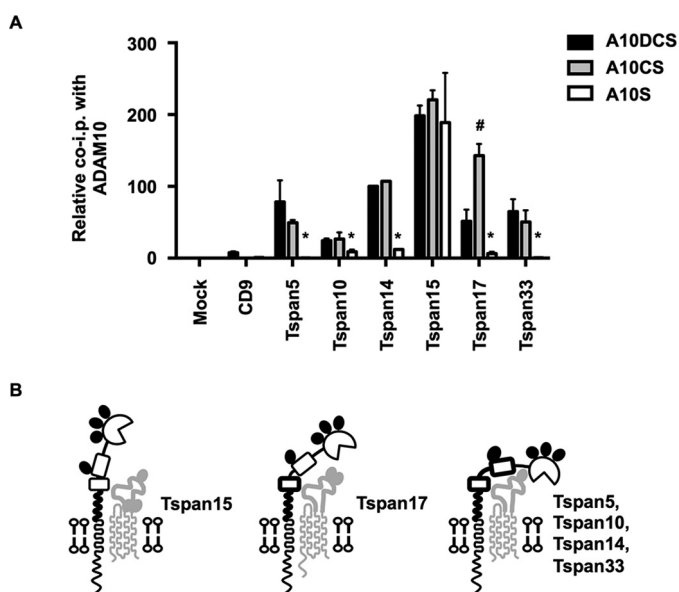 A
Relative co-i.p. with
ADAM10
300
200
100
0
#
*
*
*
*
*
Mock
CD9
Tspan5
Tspan10
Tspan14
Tspan15
Tspan17
Tspan33
A10DCS
A10CS
A10S
B
Tspan15
Tspan17
Tspan5,
Tspan10,
Tspan14,
Tspan33